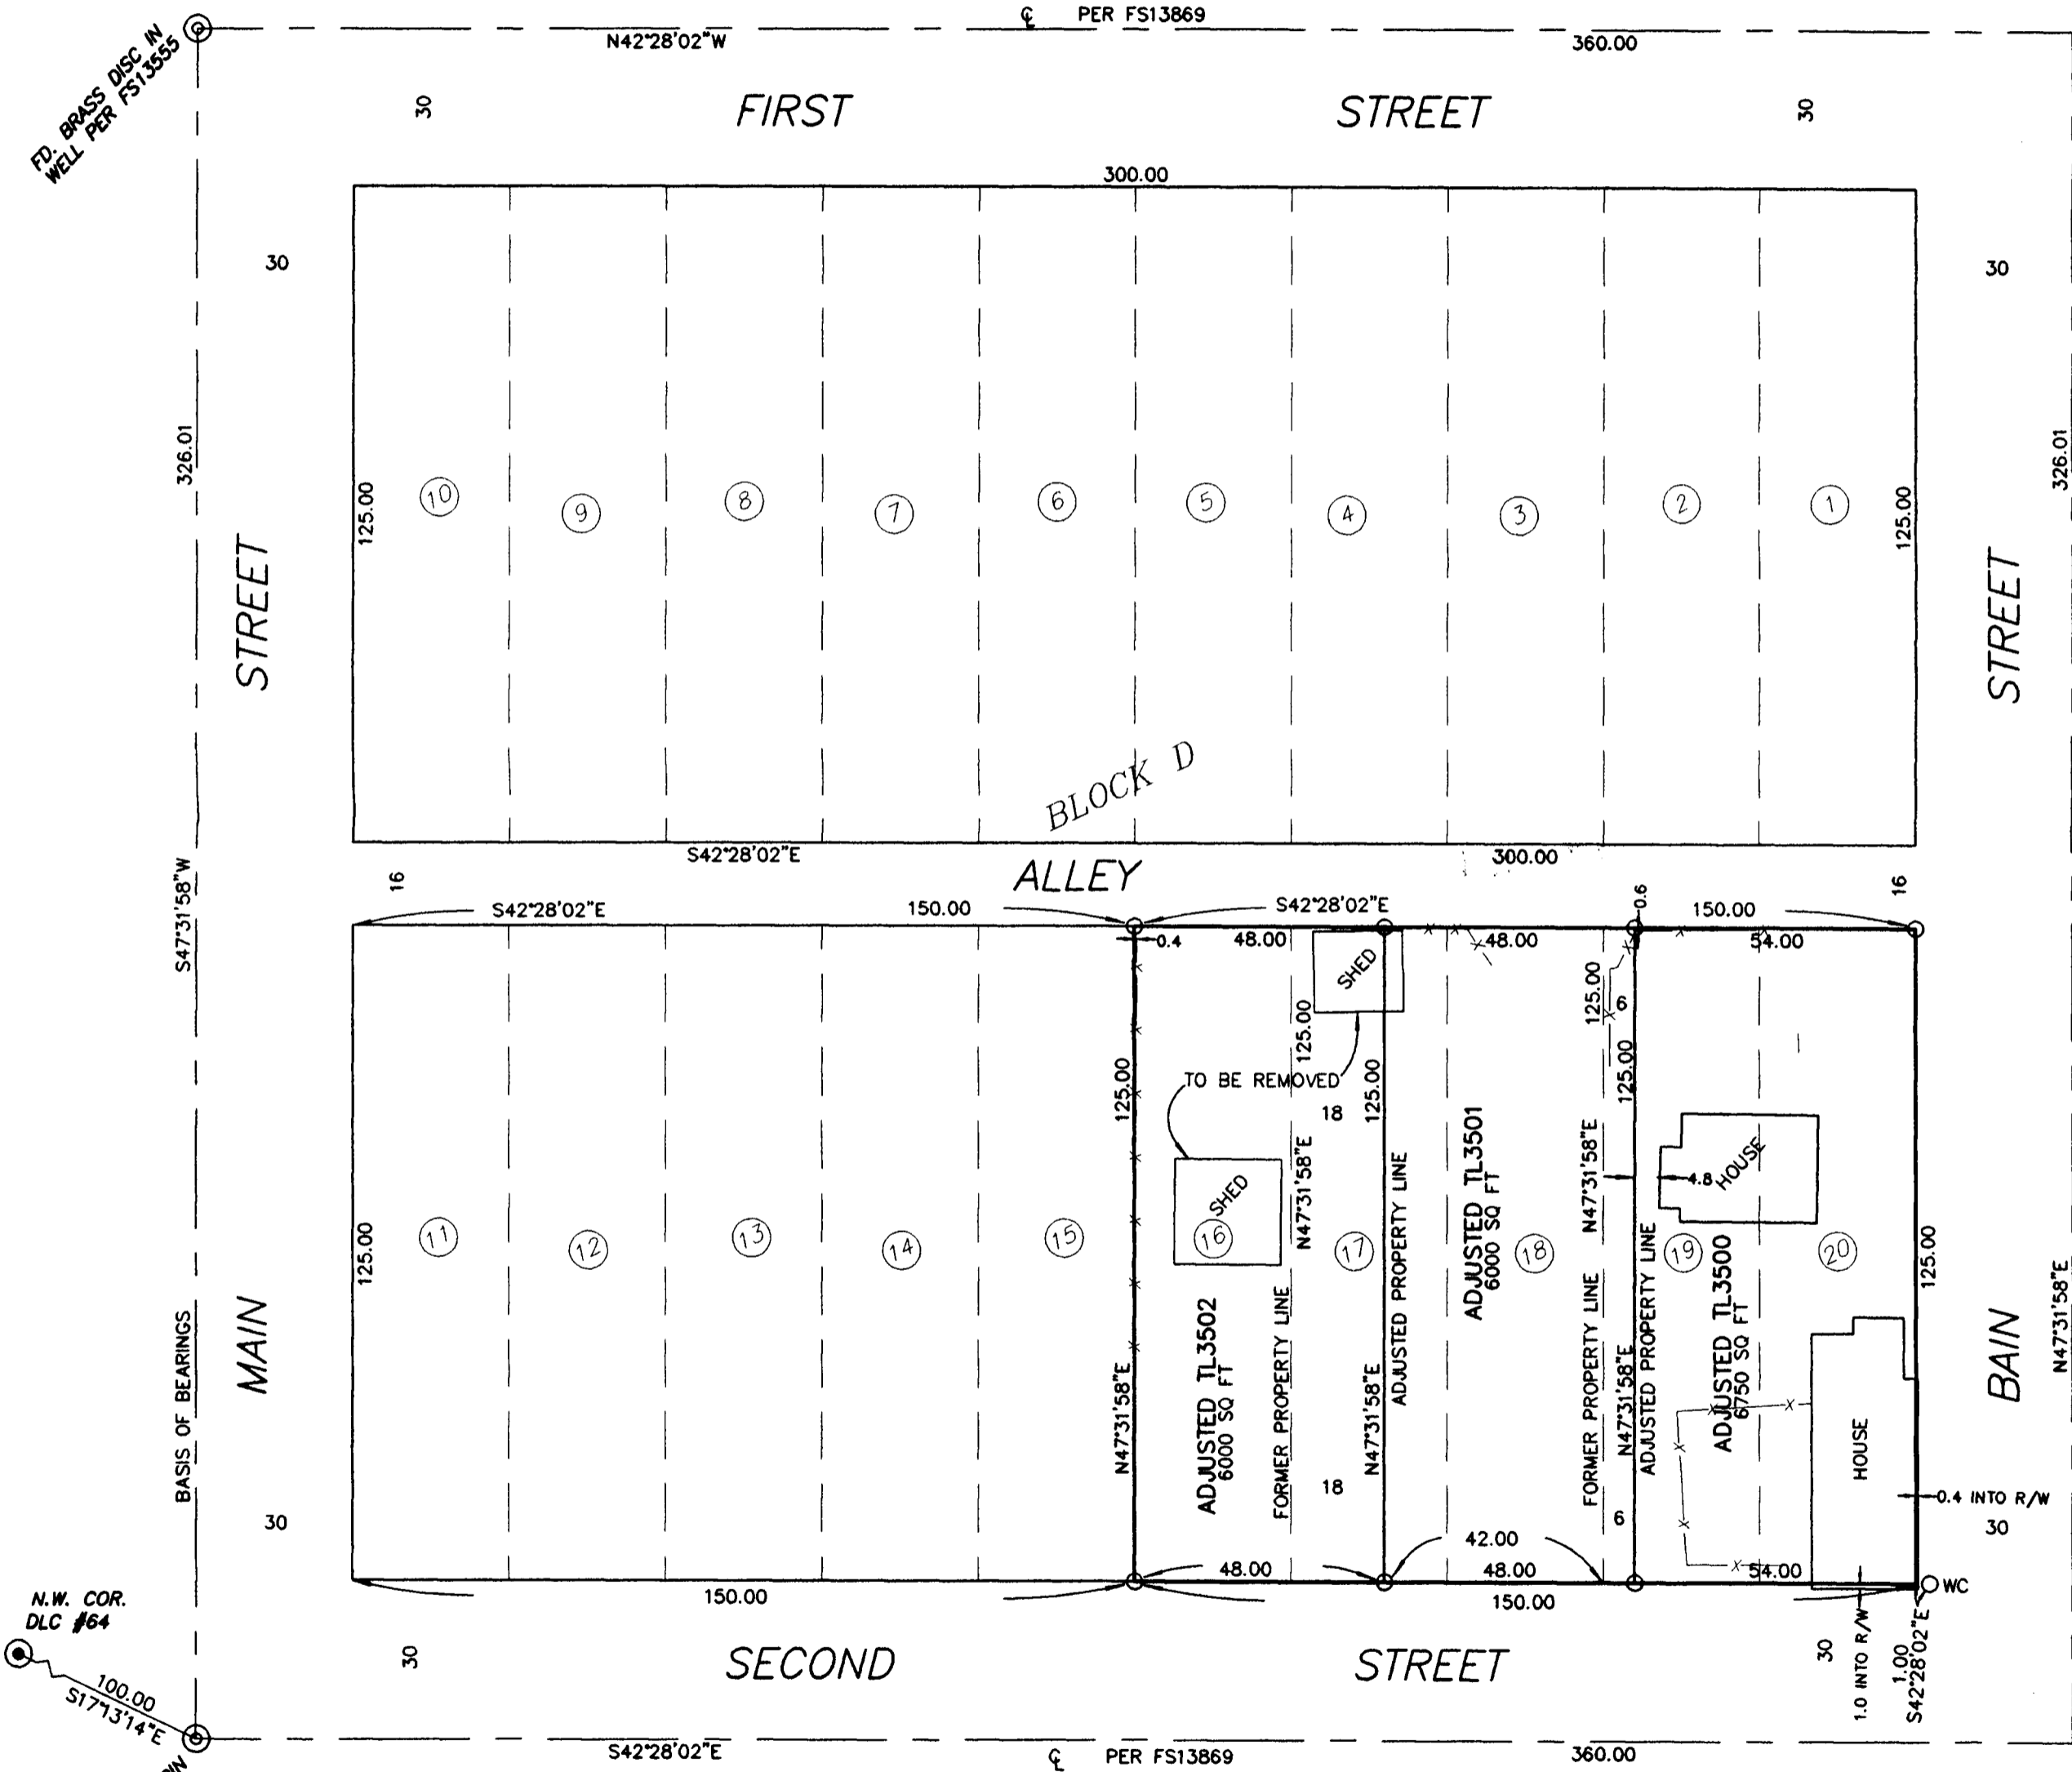 ℄ PER FS13869
N42°28'02"W
360.00
FD. BRASS DISC IN
WELL PER FS13555
30
FIRST STREET
30
300.00
30
30
326.01
326.01
125.00
10
9
8
7
6
5
4
3
2
1
125.00
STREET
STREET
BLOCK D
S42°28'02"E
300.00
S47°31'58"W
16
ALLEY
16
S42°28'02"E
150.00
S42°28'02"E
0.6
150.00
0.4
48.00
48.00
54.00
SHED
125.00
125.00
6
125.00
TO BE REMOVED
125.00
125.00
18
N47°31'58"E
SHED
ADJUSTED PROPERTY LINE
ADJUSTED TL3501
6000 SQ FT
N47°31'58"E
4.8
HOUSE
125.00
11
12
13
14
15
16
17
18
19
20
125.00
BASIS OF BEARINGS
MAIN
N47°31'58"E
ADJUSTED TL3502
6000 SQ FT
FORMER PROPERTY LINE
N47°31'58"E
FORMER PROPERTY LINE
N47°31'58"E
ADJUSTED PROPERTY LINE
ADJUSTED TL3500
6750 SQ FT
HOUSE
BAIN
N47°31'58"E
30
18
6
0.4 INTO R/W
30
42.00
48.00
48.00
54.00
WC
150.00
150.00
N.W. COR.
DLC #64
30
SECOND STREET
30
1.0 INTO R/W
1.00
S42°28'02"E
100.00
S17°13'14"E
S42°28'02"E
℄ PER FS13869
360.00